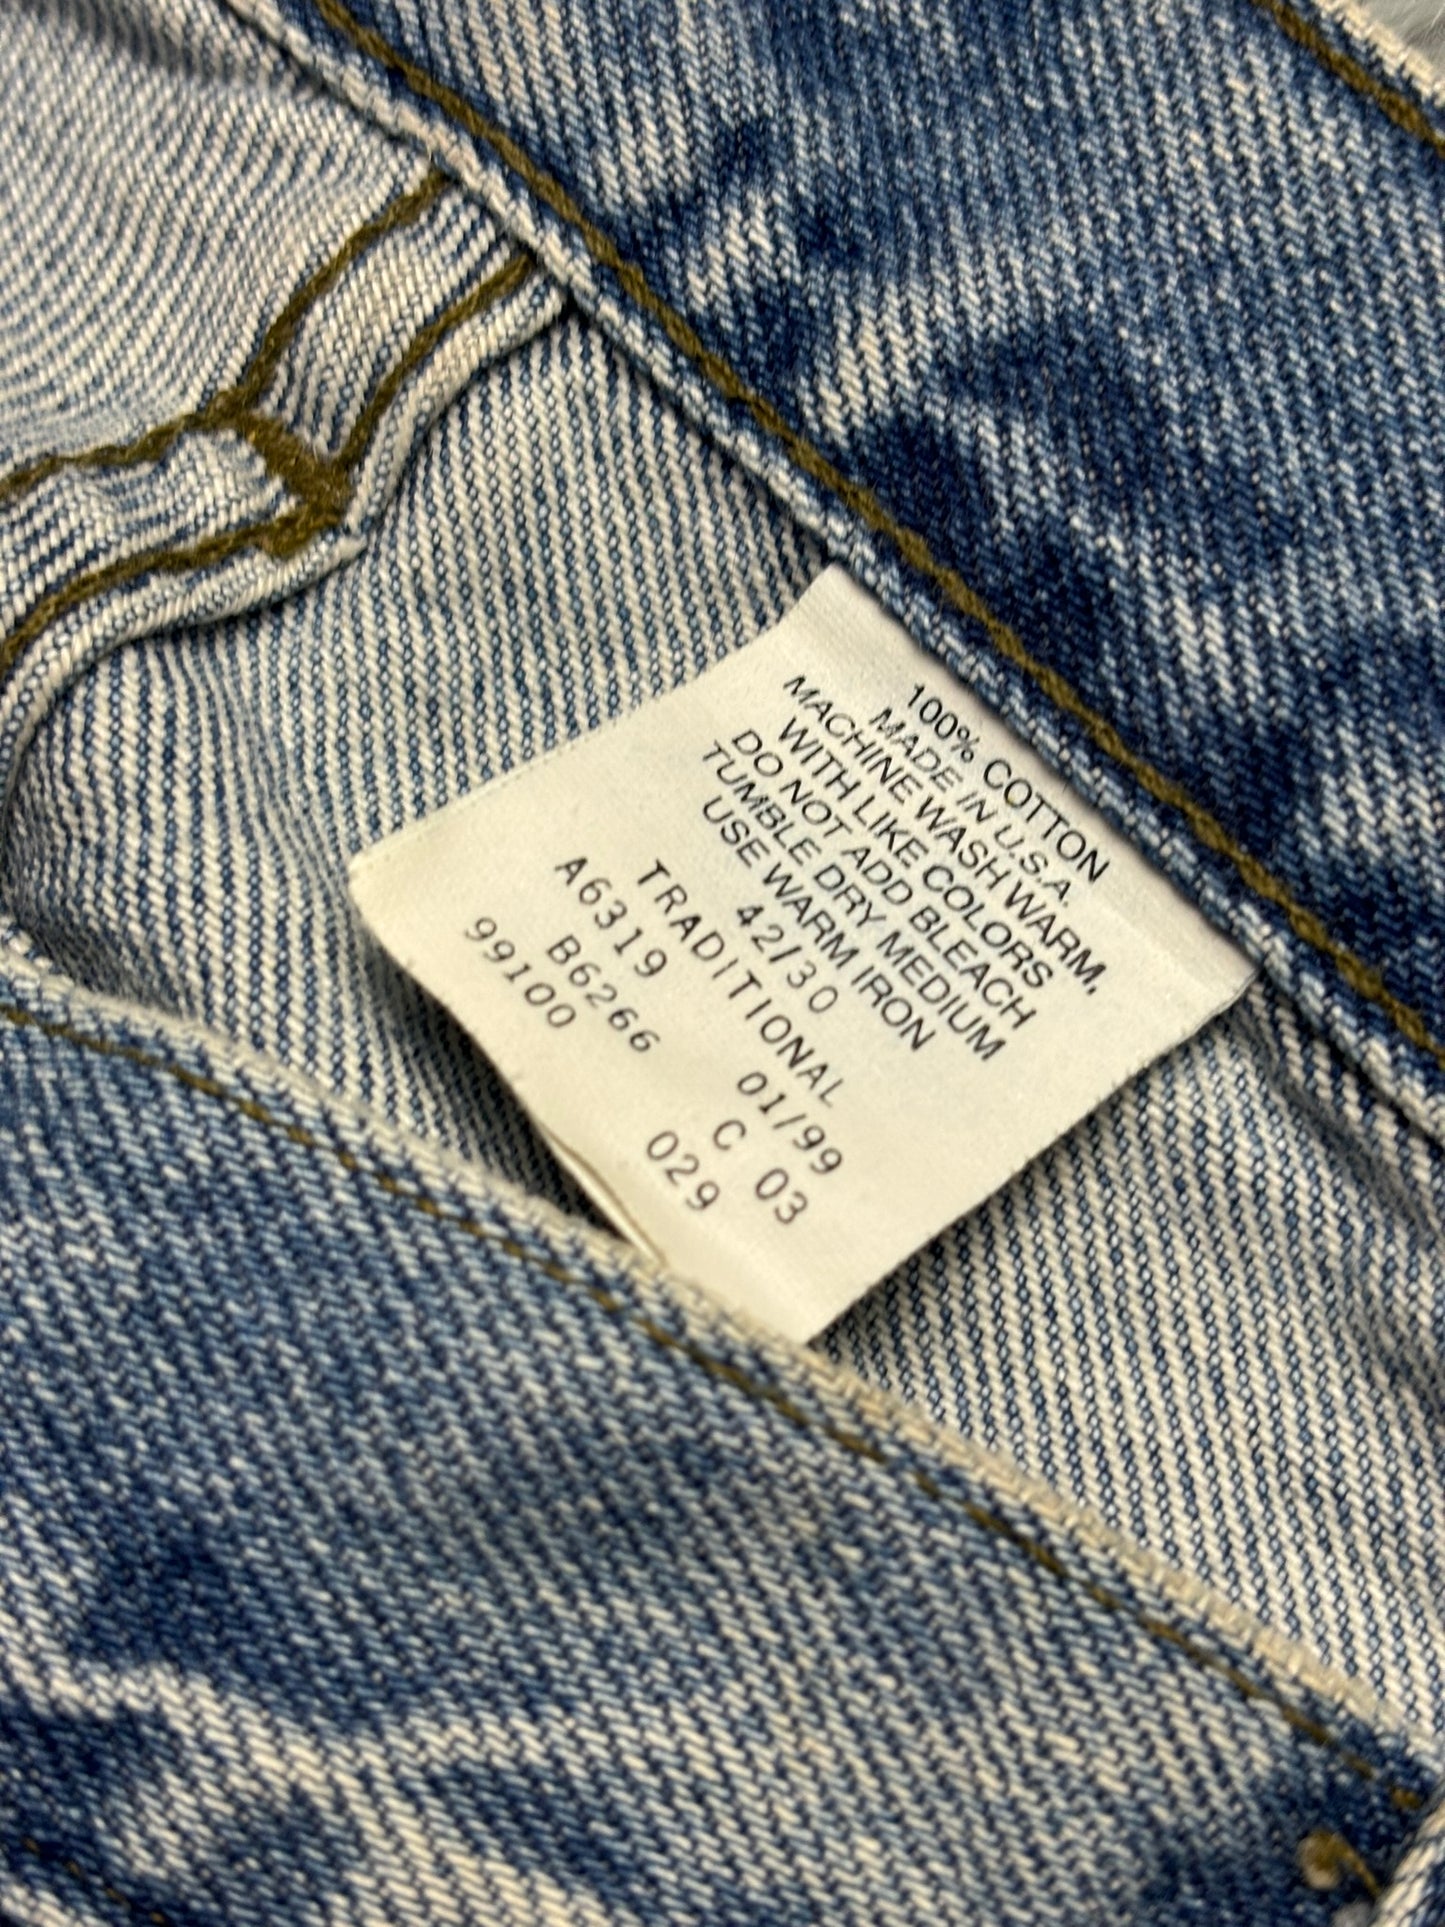 100% COTTON
MADE IN U.S.A.
MACHINE WASH WARM,
WITH LIKE COLORS
DO NOT ADD BLEACH
TUMBLE DRY MEDIUM
USE WARM IRON
42/30
TRADITIONAL
A6319 01/99
B6266 C 03
99100 029